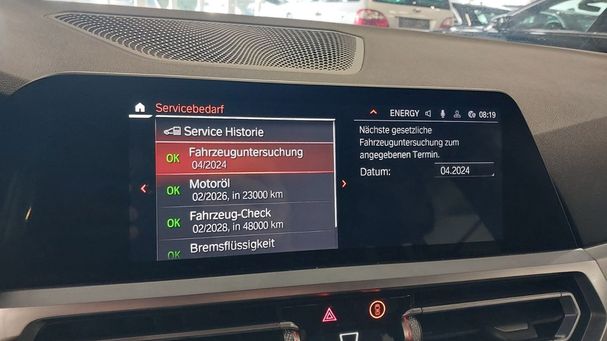 Servicebedarf
ENERGY 08:19
Service Historie
OK Fahrzeuguntersuchung
04/2024
OK Motoröl
02/2026, in 23000 km
OK Fahrzeug-Check
02/2028, in 48000 km
OK Bremsflüssigkeit
Nächste gesetzliche
Fahrzeuguntersuchung zum
angegebenen Termin.
Datum: 04.2024